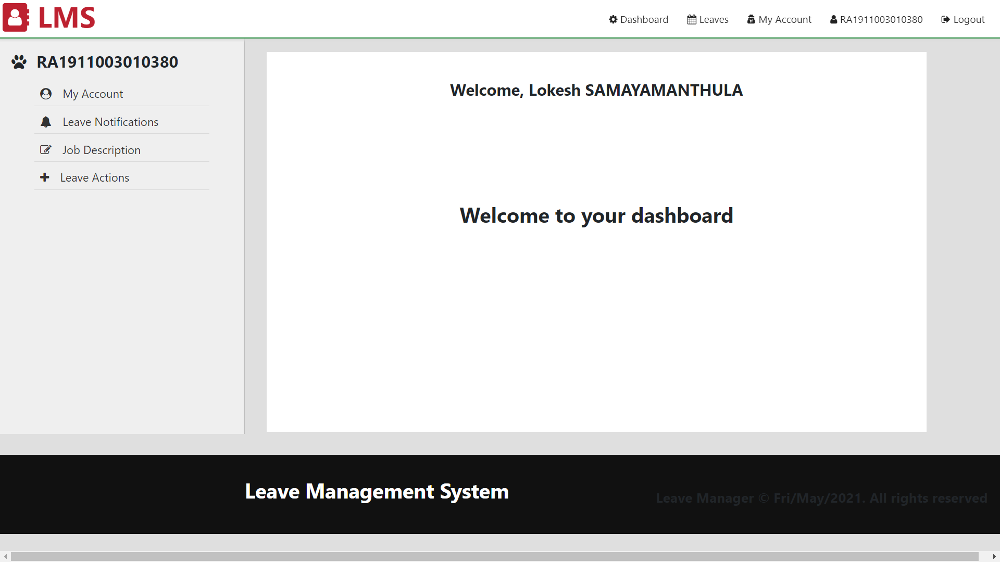 LMS
Dashboard
Leaves
My Account
RA1911003010380
Logout
RA1911003010380
My Account
Leave Notifications
Job Description
Leave Actions
Welcome, Lokesh SAMAYAMANTHULA
Welcome to your dashboard
Leave Management System
Leave Manager © Fri/May/2021. All rights reserved